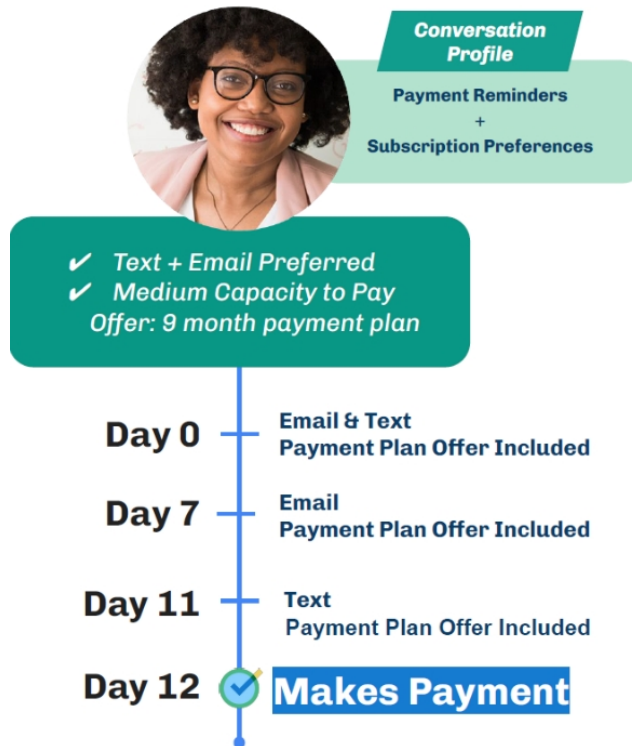 Conversation
Profile
Payment Reminders
+
Subscription Preferences
✔ Text + Email Preferred
✔ Medium Capacity to Pay
Offer: 9 month payment plan
Day 0
Email & Text
Payment Plan Offer Included
Day 7
Email
Payment Plan Offer Included
Day 11
Text
Payment Plan Offer Included
Day 12
Makes Payment